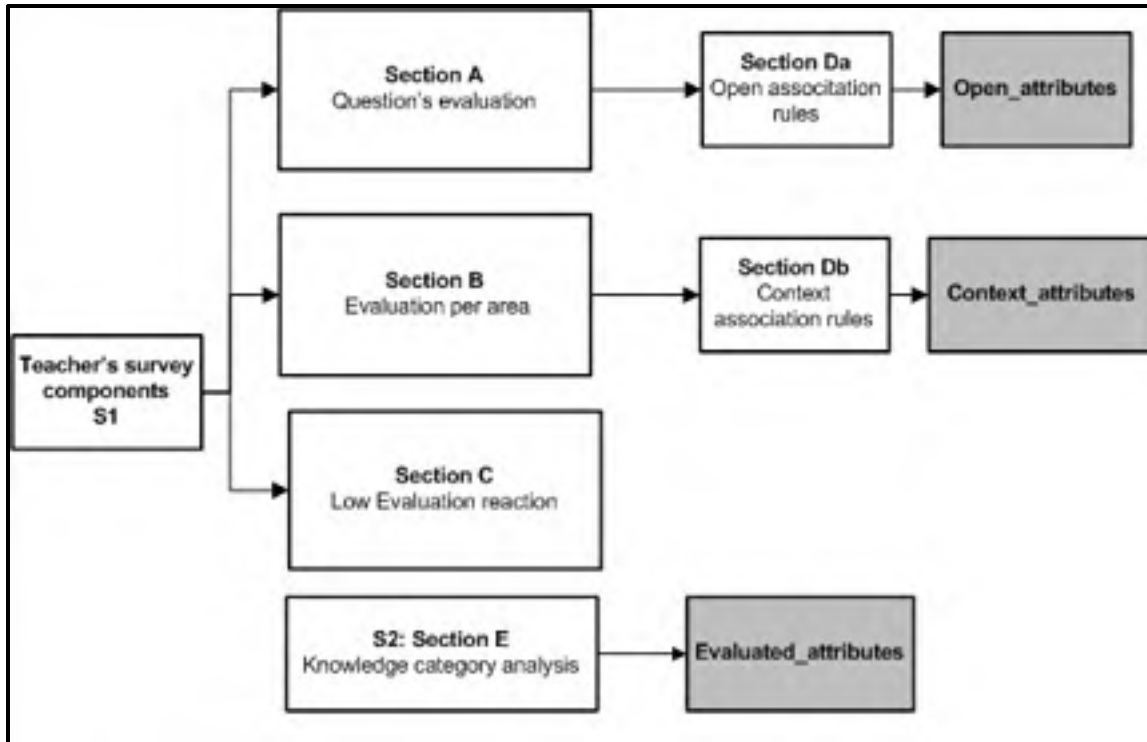 Section A
Question's evaluation
Section Da
Open associtation
rules
Open_attributes
Section B
Evaluation per area
Section Db
Context
association rules
Context_attributes
Teacher's survey
components
S1
Section C
Low Evaluation reaction
S2: Section E
Knowledge category analysis
Evaluated_attributes